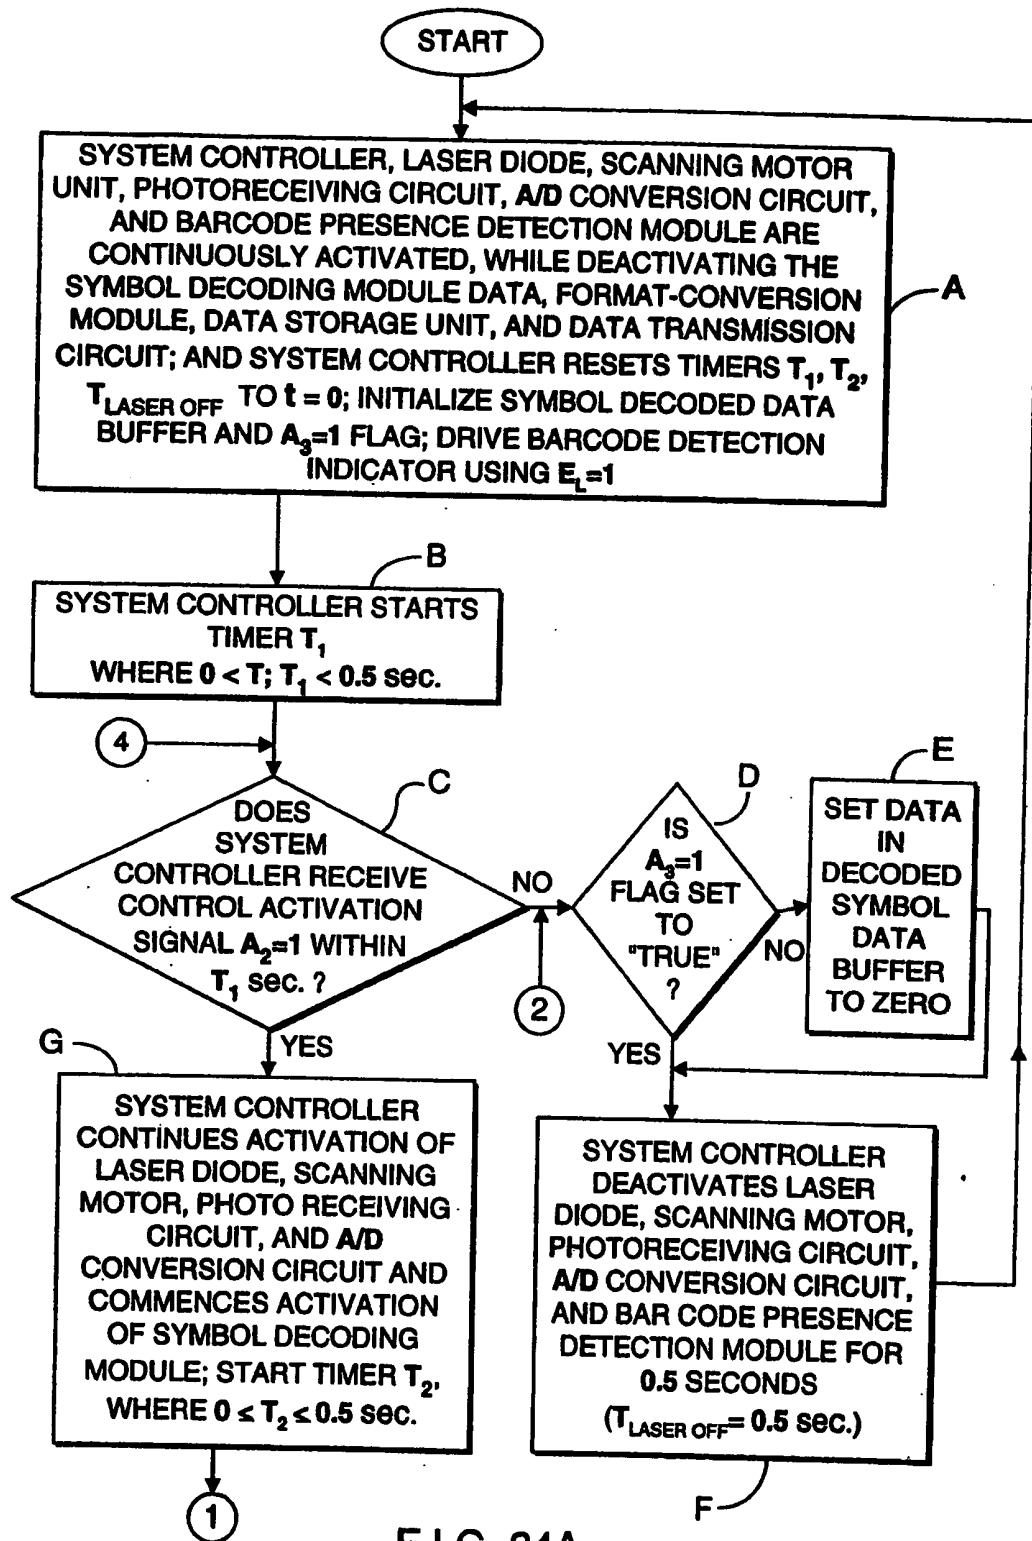 START
SYSTEM CONTROLLER, LASER DIODE, SCANNING MOTOR
UNIT, PHOTORECEIVING CIRCUIT, A/D CONVERSION CIRCUIT,
AND BARCODE PRESENCE DETECTION MODULE ARE
CONTINUOUSLY ACTIVATED, WHILE DEACTIVATING THE
SYMBOL DECODING MODULE DATA, FORMAT-CONVERSION
MODULE, DATA STORAGE UNIT, AND DATA TRANSMISSION
CIRCUIT; AND SYSTEM CONTROLLER RESETS TIMERS T₁, T₂,
T_LASER OFF TO t = 0; INITIALIZE SYMBOL DECODED DATA
BUFFER AND A₃=1 FLAG; DRIVE BARCODE DETECTION
INDICATOR USING E_L=1
A
B
SYSTEM CONTROLLER STARTS
TIMER T₁
WHERE 0 < T; T₁ < 0.5 sec.
4
C
DOES
SYSTEM
CONTROLLER RECEIVE
CONTROL ACTIVATION
SIGNAL A₂=1 WITHIN
T₁ sec. ?
NO
2
D
IS
A₃=1
FLAG SET
TO
"TRUE"
?
NO
E
SET DATA
IN
DECODED
SYMBOL
DATA
BUFFER
TO ZERO
YES
G
SYSTEM CONTROLLER
CONTINUES ACTIVATION OF
LASER DIODE, SCANNING
MOTOR, PHOTO RECEIVING
CIRCUIT, AND A/D
CONVERSION CIRCUIT AND
COMMENCES ACTIVATION
OF SYMBOL DECODING
MODULE; START TIMER T₂,
WHERE 0 ≤ T₂ ≤ 0.5 sec.
1
YES
SYSTEM CONTROLLER
DEACTIVATES LASER
DIODE, SCANNING MOTOR,
PHOTORECEIVING CIRCUIT,
A/D CONVERSION CIRCUIT,
AND BAR CODE PRESENCE
DETECTION MODULE FOR
0.5 SECONDS
(T_LASER OFF= 0.5 sec.)
F
FIG. 24A